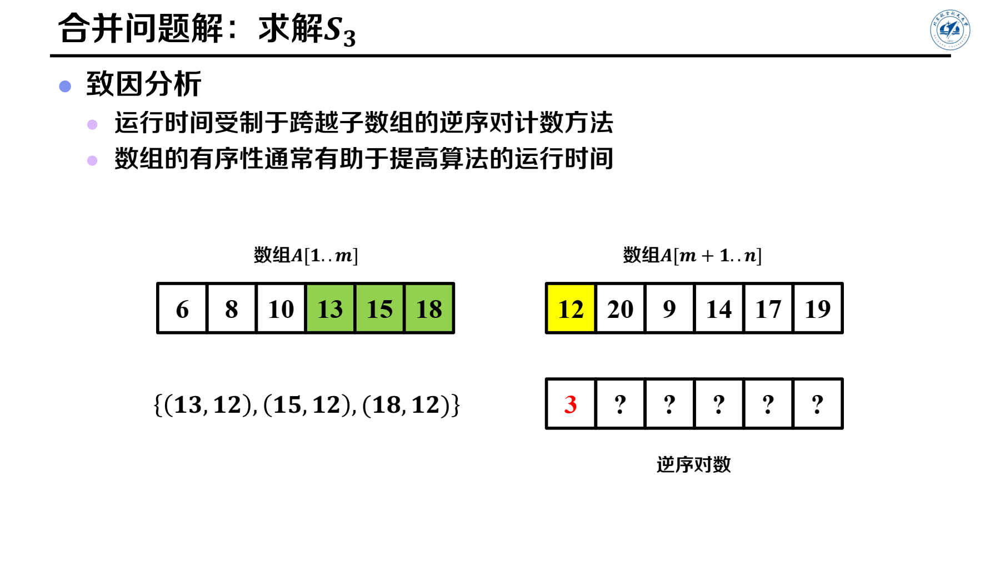 合并问题解：求解S₃
致因分析
运行时间受制于跨越子数组的逆序对计数方法
数组的有序性通常有助于提高算法的运行时间
数组A[1..m]
数组A[m + 1..n]
6 8 10 13 15 18
12 20 9 14 17 19
{(13, 12), (15, 12), (18, 12)}
3 ? ? ? ? ?
逆序对数